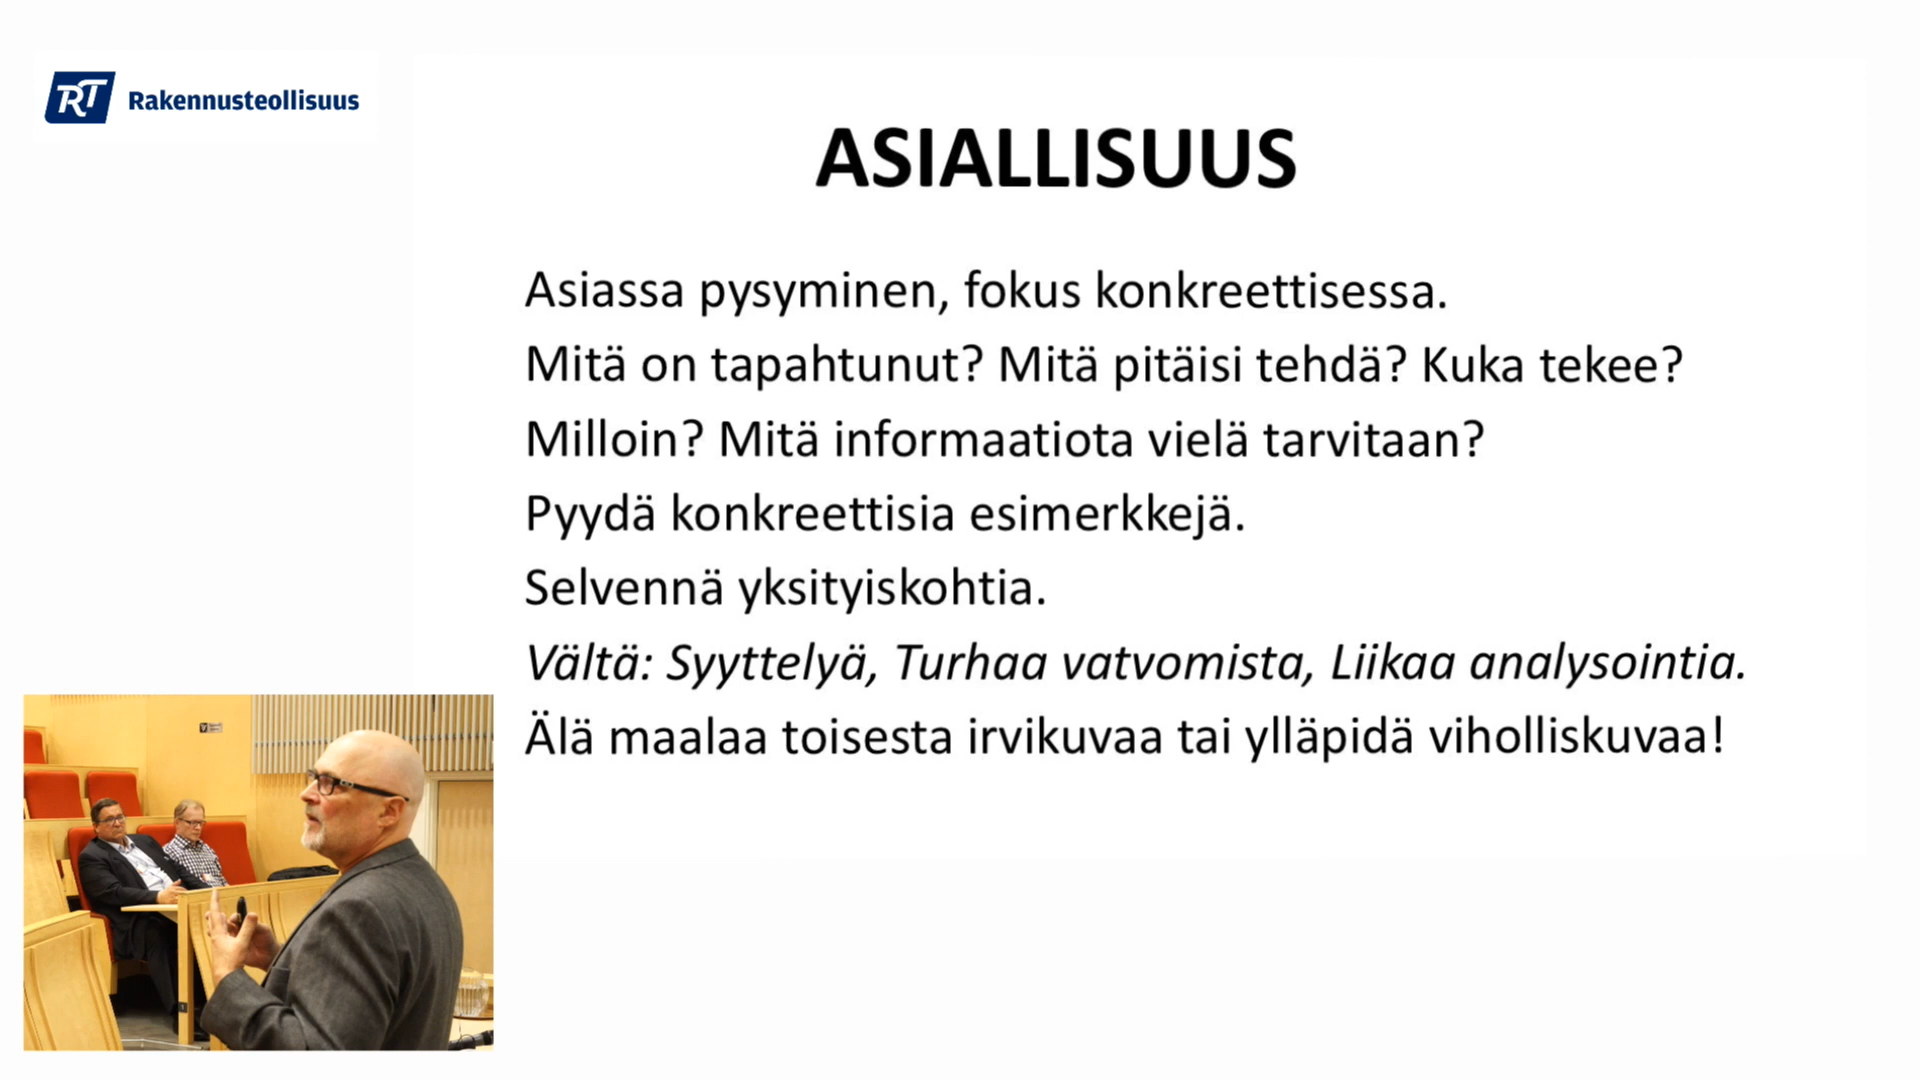 RT Rakennusteollisuus
ASIALLISUUS
Asiassa pysyminen, fokus konkreettisessa.
Mitä on tapahtunut? Mitä pitäisi tehdä? Kuka tekee?
Milloin? Mitä informaatiota vielä tarvitaan?
Pyydä konkreettisia esimerkkejä.
Selvennä yksityiskohtia.
Vältä: Syyttelyä, Turhaa vatvomista, Liikaa analysointia.
Älä maalaa toisesta irvikuvaa tai ylläpidä viholliskuvaa!